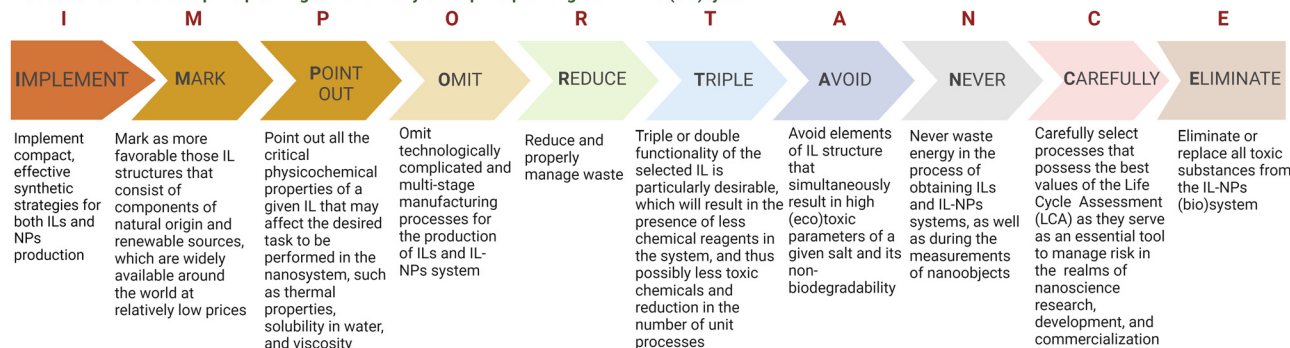 I M P O R T A N C E
IMPLEMENT
MARK
POINT
OUT
OMIT
REDUCE
TRIPLE
AVOID
NEVER
CAREFULLY
ELIMINATE
Implement
compact,
effective
synthetic
strategies for
both ILs and
NPs
production
Mark as more
favorable those IL
structures that
consist of
components of
natural origin and
renewable sources,
which are widely
available around
the world at
relatively low prices
Point out all the
critical
physicochemical
properties of a
given IL that may
affect the desired
task to be
performed in the
nanosystem, such
as thermal
properties,
solubility in water,
and viscosity
Omit
technologically
complicated and
multi-stage
manufacturing
processes for
the production
of ILs and IL-
NPs system
Reduce and
properly
manage waste
Triple or double
functionality of the
selected IL is
particularly desirable,
which will result in the
presence of less
chemical reagents in
the system, and thus
possibly less toxic
chemicals and
reduction in the
number of unit
processes
Avoid elements
of IL structure
that
simultaneously
result in high
(eco)toxic
parameters of a
given salt and its
non-
biodegradability
Never waste
energy in the
process of
obtaining ILs
and IL-NPs
systems, as well
as during the
measurements
of nanoobjects
Carefully select
processes that
possess the best
values of the Life
Cycle Assessment
(LCA) as they serve
as an essential tool
to manage risk in
the realms of
nanoscience
research,
development, and
commercialization
Eliminate or
replace all toxic
substances from
the IL-NPs
(bio)system